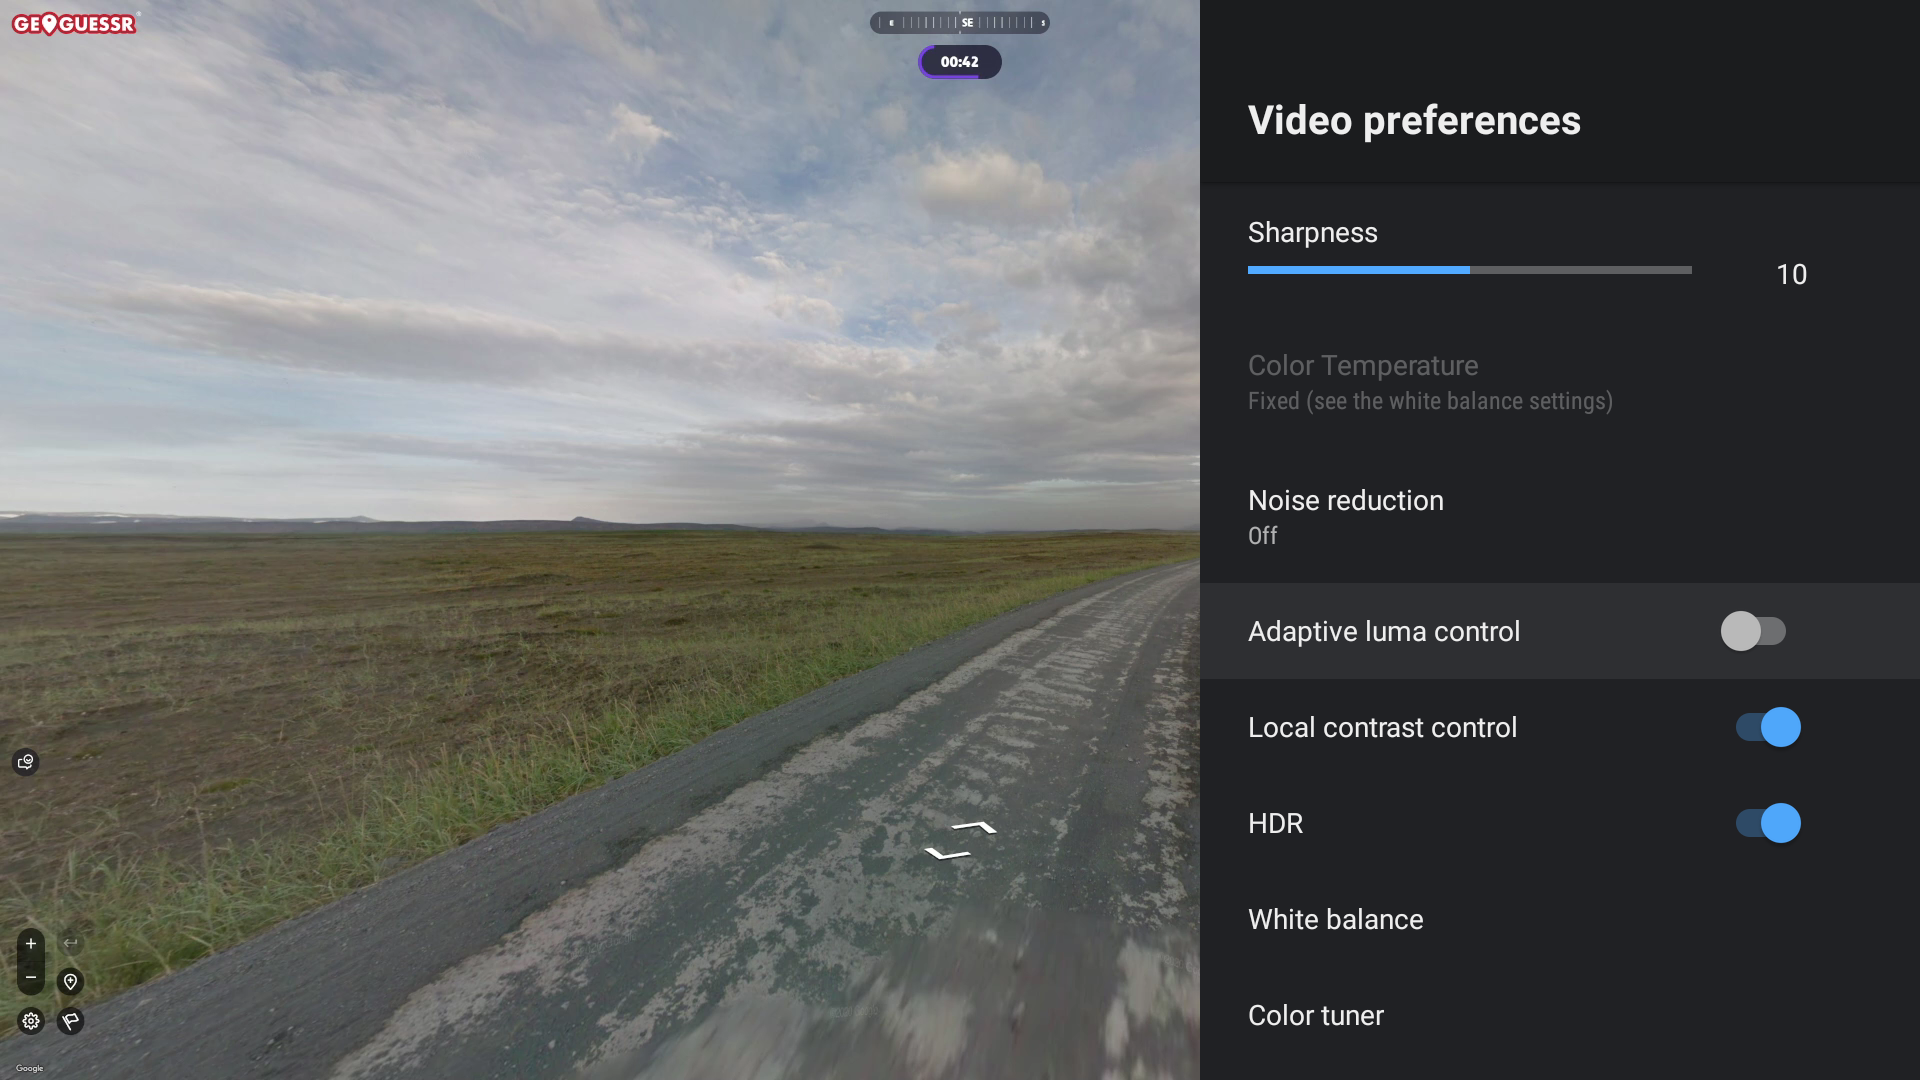 GEOGUESSR
E SE S
00:42
Google
Video preferences
Sharpness
10
Color Temperature
Fixed (see the white balance settings)
Noise reduction
Off
Adaptive luma control
Local contrast control
HDR
White balance
Color tuner